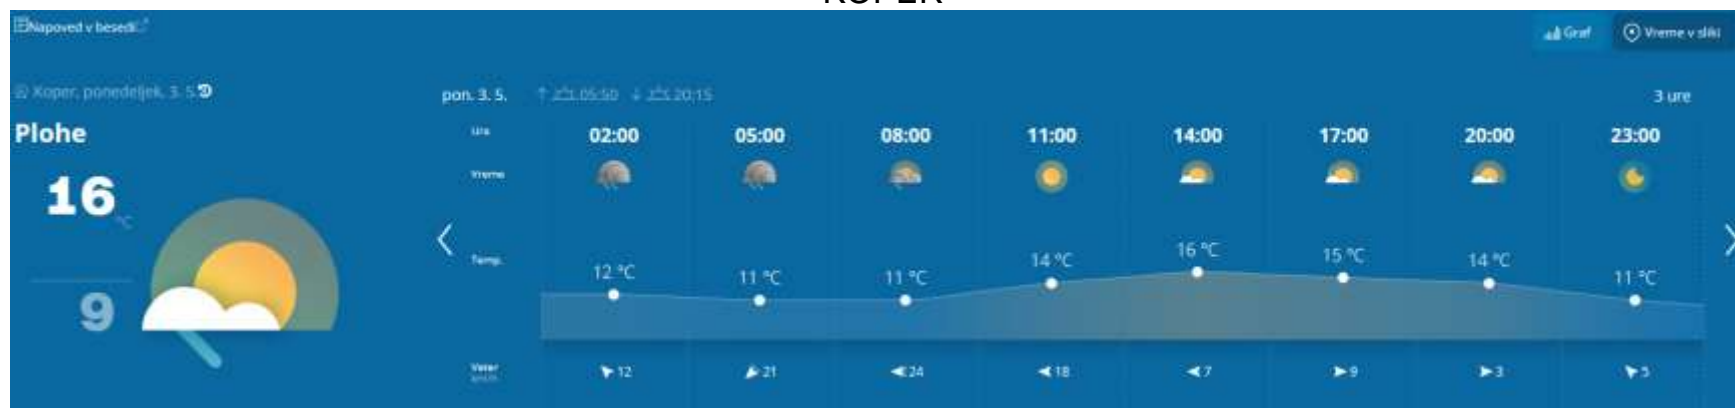 Napoved v besedi
Graf
Vreme v sliki
Koper, ponedeljek, 3. 5.
pon. 3. 5. ↑ 05:50 ↓ 20:15
3 ure
Plohe
Ura 02:00 05:00 08:00 11:00 14:00 17:00 20:00 23:00
Vreme
16 °C
Temp. 12 °C 11 °C 11 °C 14 °C 16 °C 15 °C 14 °C 11 °C
9
Veter 12 21 24 18 7 9 3 5
km/h